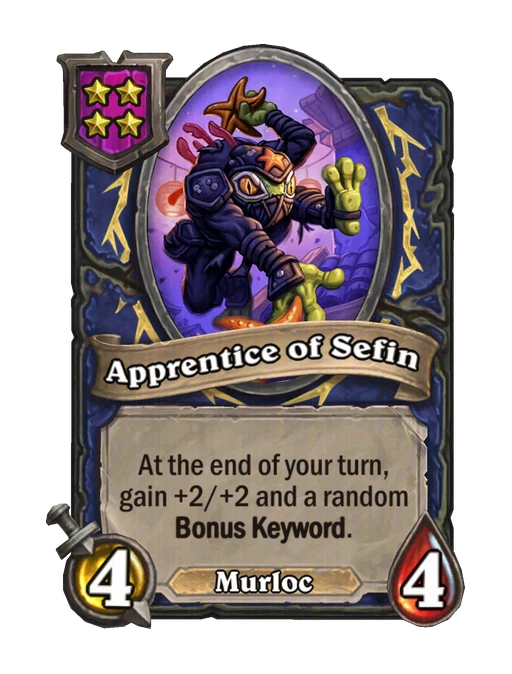 Apprentice of Sefin
At the end of your turn,
gain +2/+2 and a random
Bonus Keyword.
4
Murloc
4